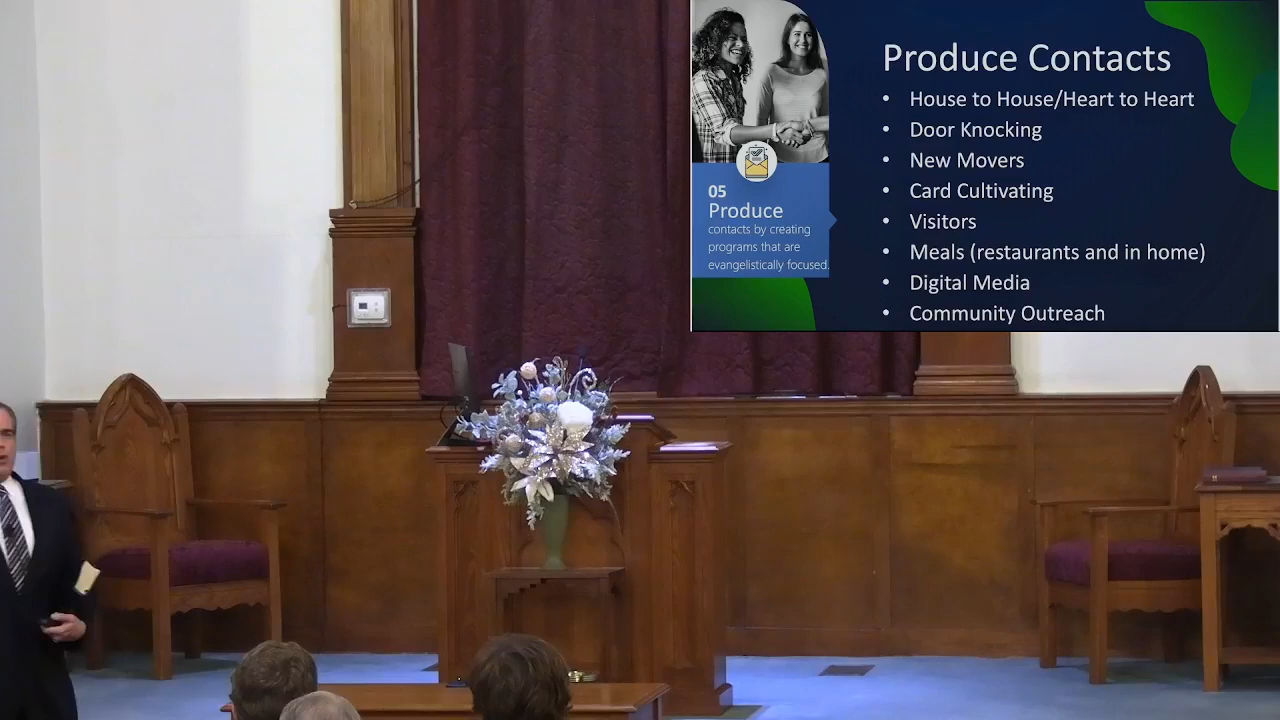 Produce Contacts
• House to House/Heart to Heart
• Door Knocking
• New Movers
• Card Cultivating
• Visitors
• Meals (restaurants and in home)
• Digital Media
• Community Outreach
05
Produce
contacts by creating
programs that are
evangelistically focused.